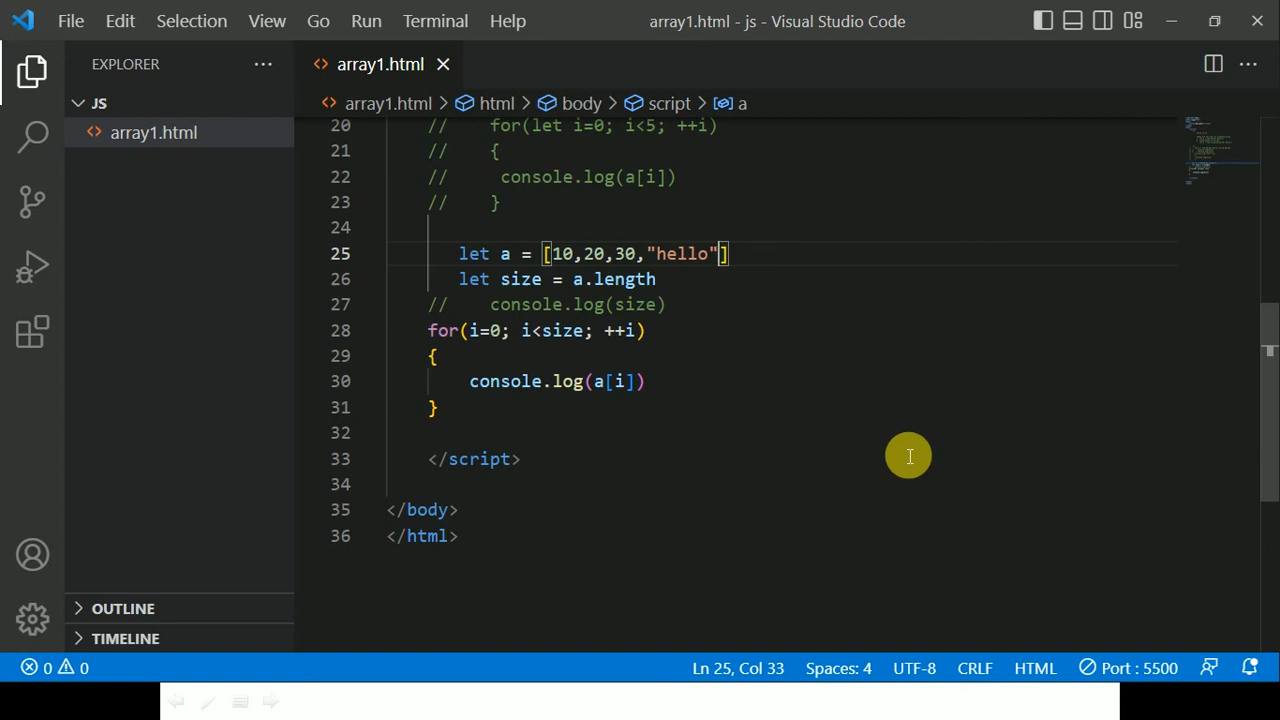 File Edit Selection View Go Run Terminal Help array1.html - js - Visual Studio Code
EXPLORER
array1.html
JS
array1.html > html > body > script > a
array1.html
20 // for(let i=0; i<5; ++i)
21 // {
22 // console.log(a[i])
23 // }
24
25 let a = [10,20,30,"hello"]
26 let size = a.length
27 // console.log(size)
28 for(i=0; i<size; ++i)
29 {
30 console.log(a[i])
31 }
32
33 </script>
34
35 </body>
36 </html>
OUTLINE
TIMELINE
0 0 Ln 25, Col 33 Spaces: 4 UTF-8 CRLF HTML Port : 5500